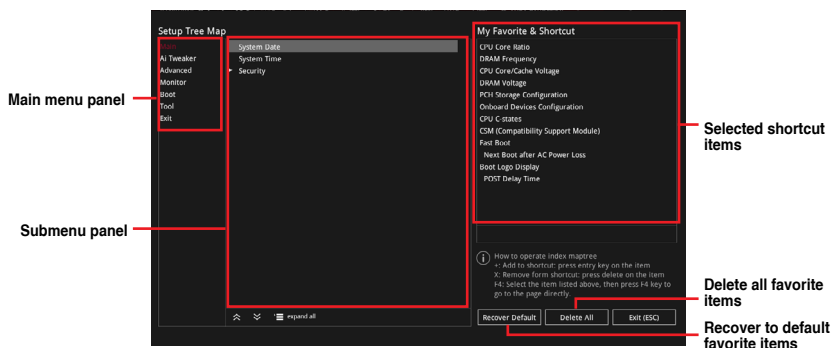 Setup Tree Map
Main
Ai Tweaker
Advanced
Monitor
Boot
Tool
Exit
System Date
System Time
Security
expand all
My Favorite & Shortcut
CPU Core Ratio
DRAM Frequency
CPU Core/Cache Voltage
DRAM Voltage
PCH Storage Configuration
Onboard Devices Configuration
CPU C-states
CSM (Compatibility Support Module)
Fast Boot
Next Boot after AC Power Loss
Boot Logo Display
POST Delay Time
How to operate index maptree
+: Add to shortcut: press entry key on the item
X: Remove form shortcut: press delete on the item
F4: Select the item listed above, then press F4 key to
go to the page directly.
Recover Default
Delete All
Exit (ESC)
Main menu panel
Submenu panel
Selected shortcut
items
Delete all favorite
items
Recover to default
favorite items